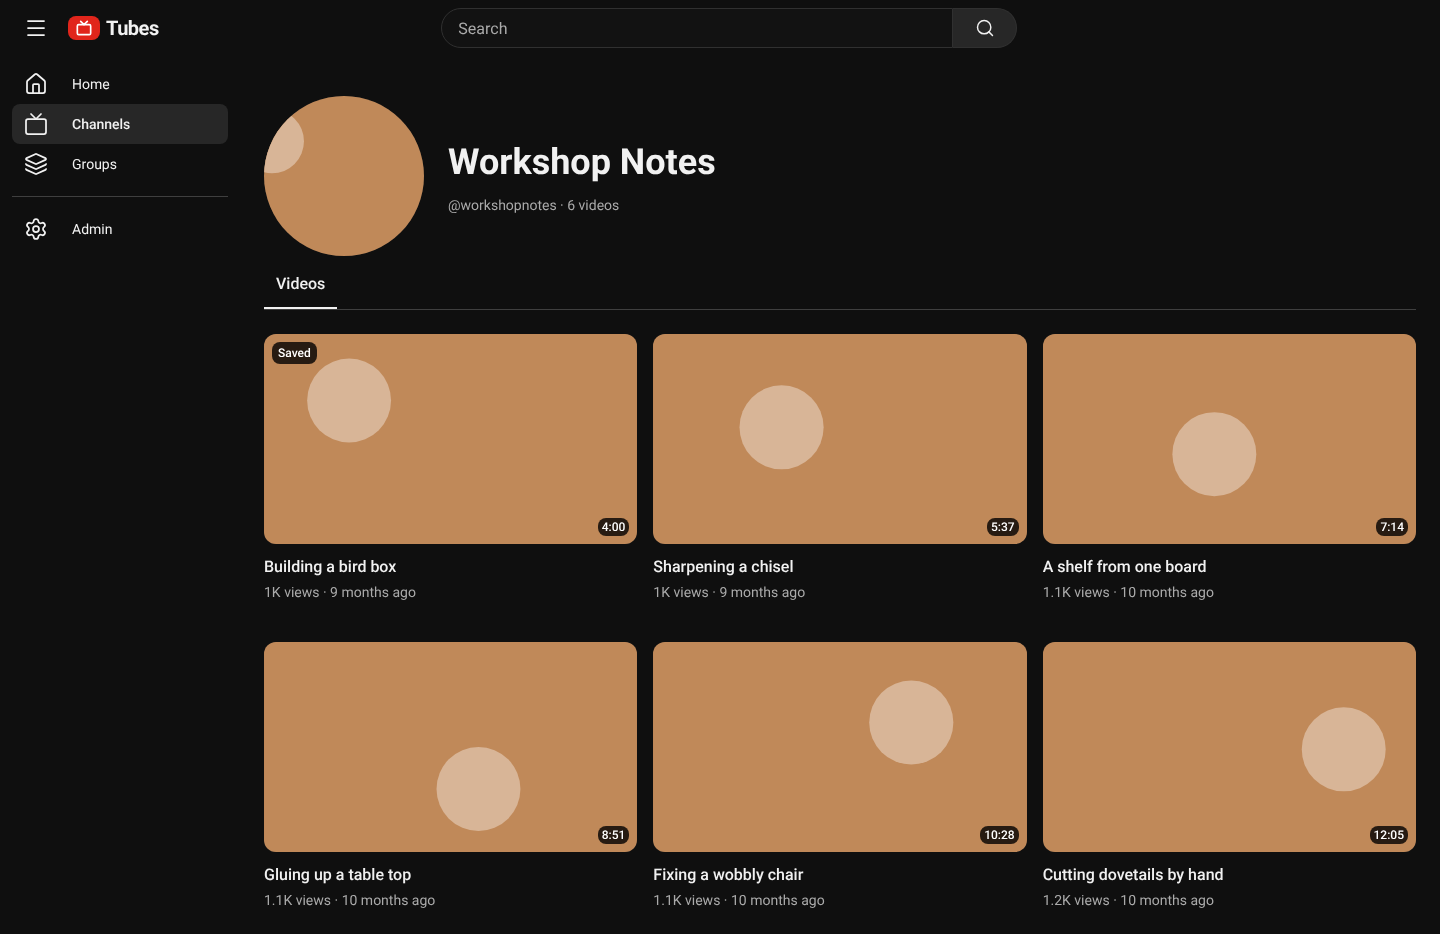 Tubes
Search
Home
Channels
Groups
Admin
Workshop Notes
@workshopnotes · 6 videos
Videos
Saved
4:00
5:37
7:14
Building a bird box
1K views · 9 months ago
Sharpening a chisel
1K views · 9 months ago
A shelf from one board
1.1K views · 10 months ago
8:51
10:28
12:05
Gluing up a table top
1.1K views · 10 months ago
Fixing a wobbly chair
1.1K views · 10 months ago
Cutting dovetails by hand
1.2K views · 10 months ago